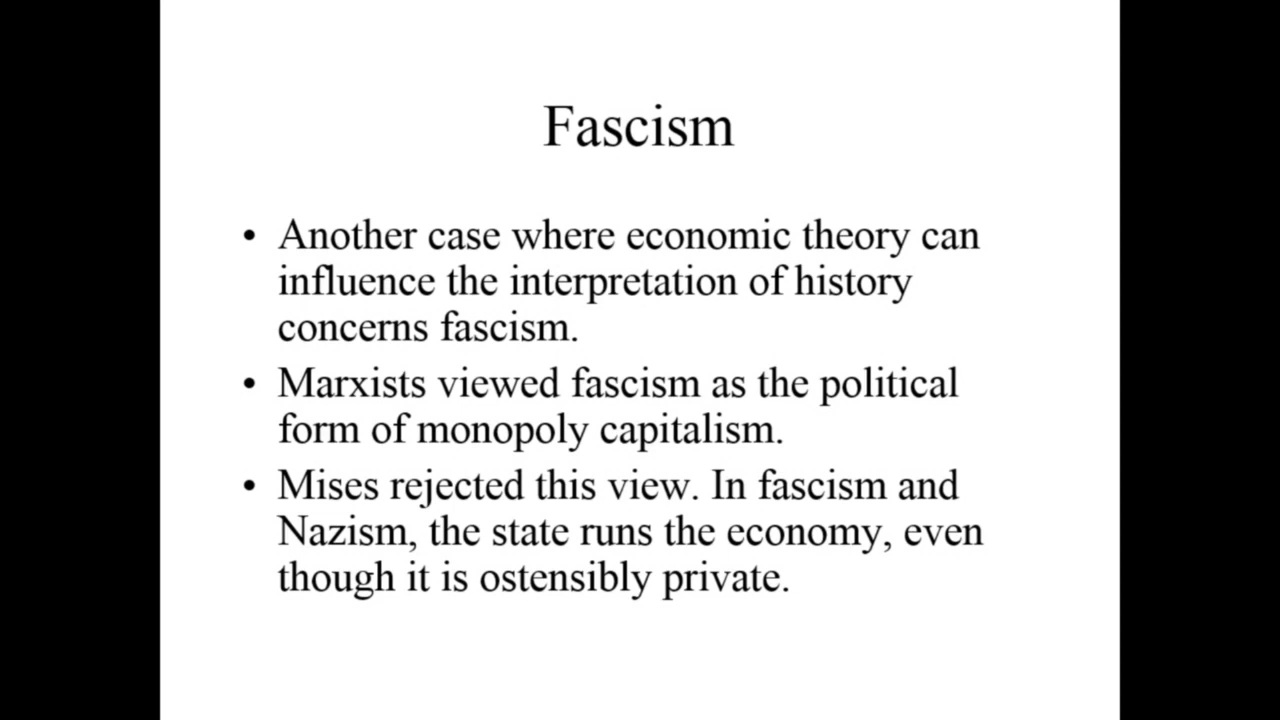 Fascism
• Another case where economic theory can
influence the interpretation of history
concerns fascism.
• Marxists viewed fascism as the political
form of monopoly capitalism.
• Mises rejected this view. In fascism and
Nazism, the state runs the economy, even
though it is ostensibly private.